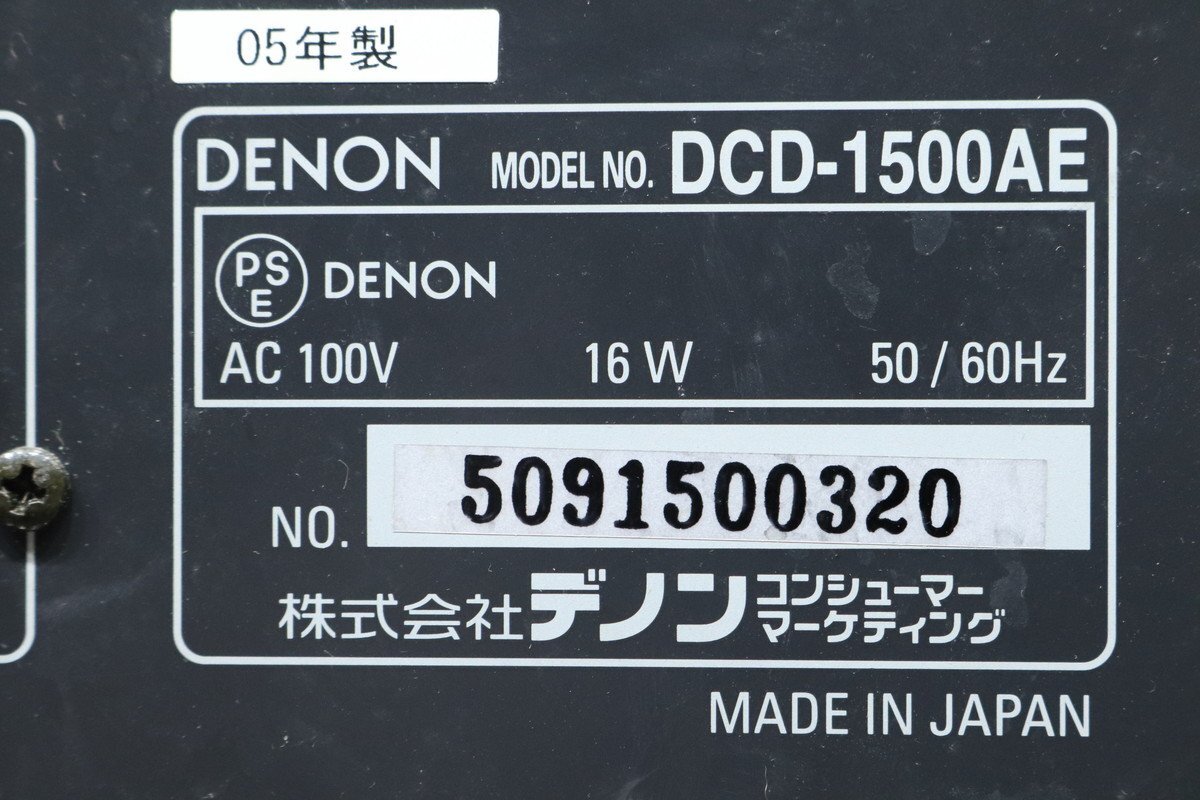 05年製
DENON MODEL NO. DCD-1500AE
PSE DENON
AC 100V 16 W 50 / 60Hz
NO. 5091500320
株式会社デノン コンシューマー
マーケティング
MADE IN JAPAN